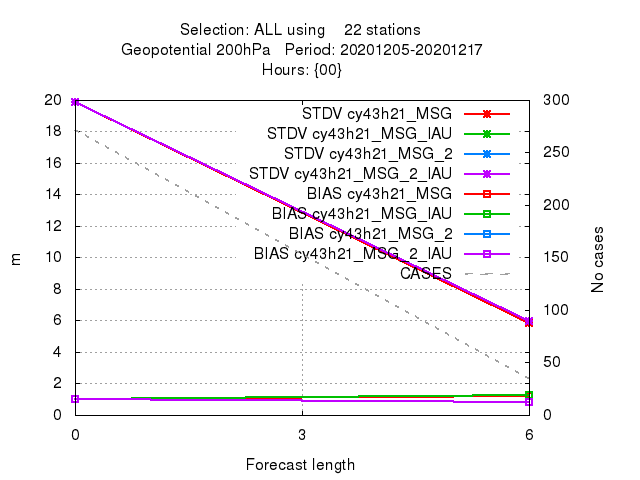 Selection: ALL using 22 stations
Geopotential 200hPa Period: 20201205-20201217
Hours: {00}
20 300
STDV cy43h21_MSG
18 STDV cy43h21_MSG_IAU
250
16 STDV cy43h21_MSG_2
STDV cy43h21_MSG_2_IAU
14 BIAS cy43h21_MSG 200
BIAS cy43h21_MSG_IAU
12 BIAS cy43h21_MSG_2
BIAS cy43h21_MSG_2_IAU
10 150
CASES
8
6 100
4
50
2
0 0
0 3 6
m
No cases
Forecast length